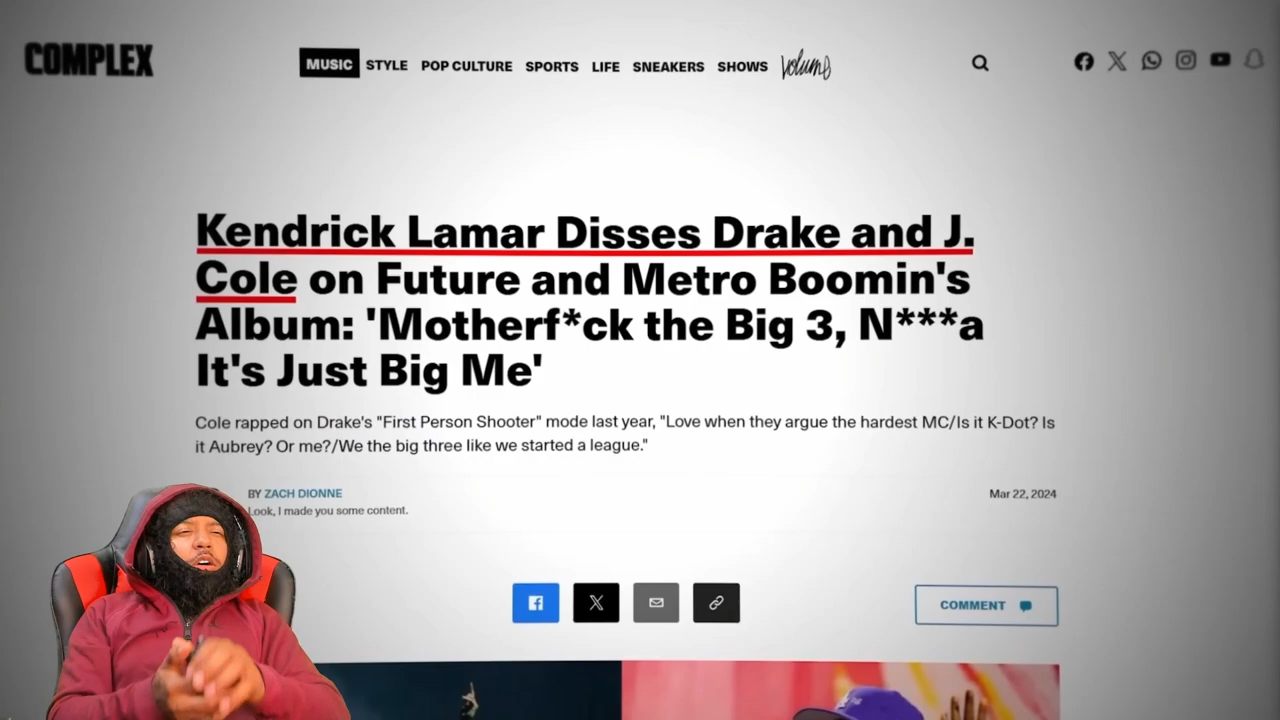 COMPLEX
MUSIC STYLE POP CULTURE SPORTS LIFE SNEAKERS SHOWS Volume
Kendrick Lamar Disses Drake and J.
Cole on Future and Metro Boomin's
Album: 'Motherf*ck the Big 3, N***a
It's Just Big Me'
Cole rapped on Drake's "First Person Shooter" mode last year, "Love when they argue the hardest MC/Is it K-Dot? Is
it Aubrey? Or me?/We the big three like we started a league."
BY ZACH DIONNE
Mar 22, 2024
Look, I made you some content.
COMMENT